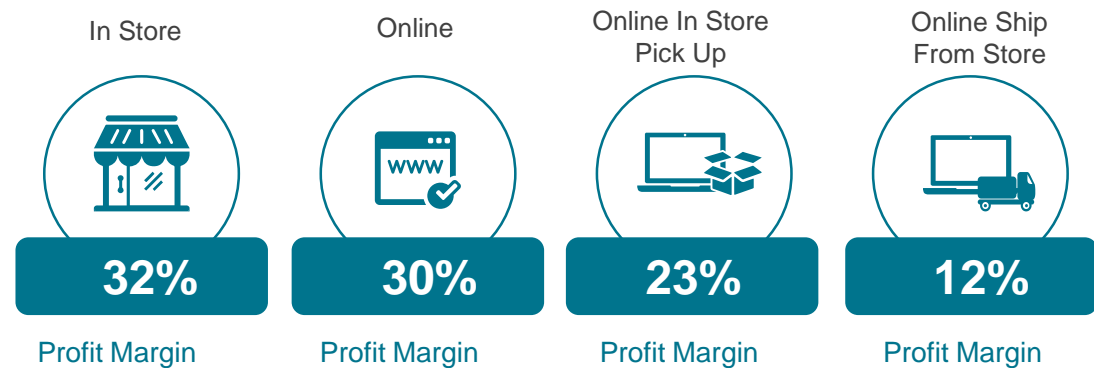 In Store
Online
Online In Store
Pick Up
Online Ship
From Store
www
32%
30%
23%
12%
Profit Margin
Profit Margin
Profit Margin
Profit Margin